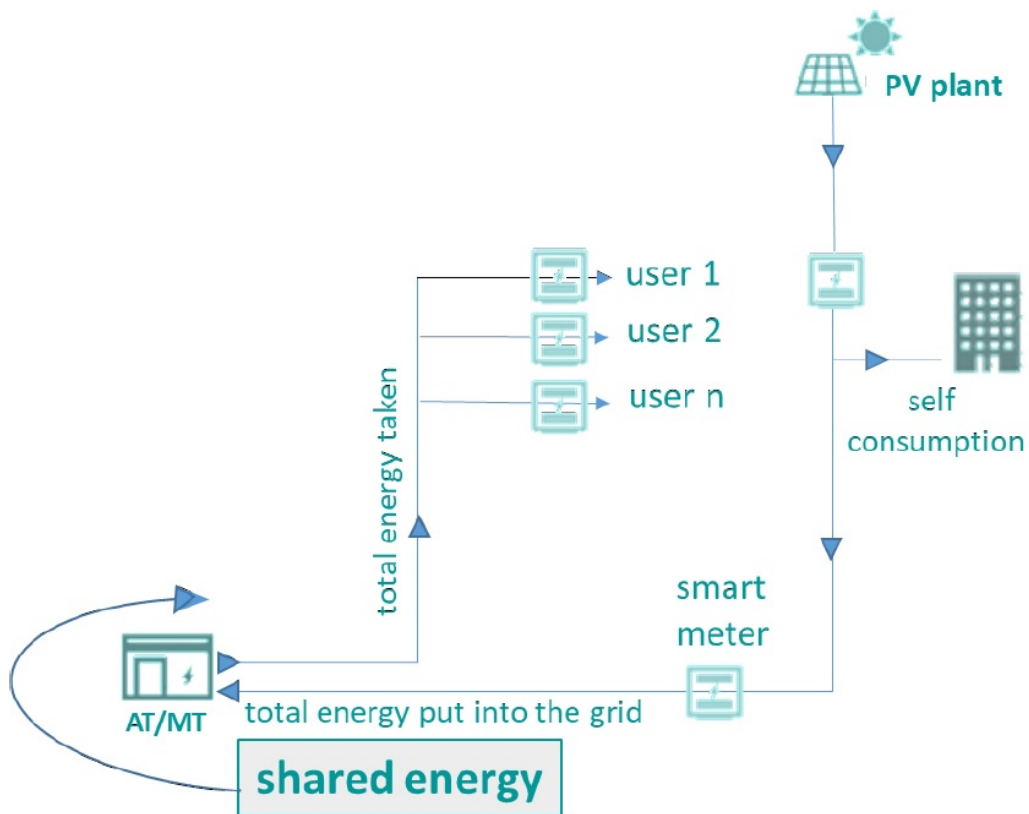 PV plant
user 1
user 2
user n
self
consumption
total energy taken
smart
meter
AT/MT
total energy put into the grid
shared energy